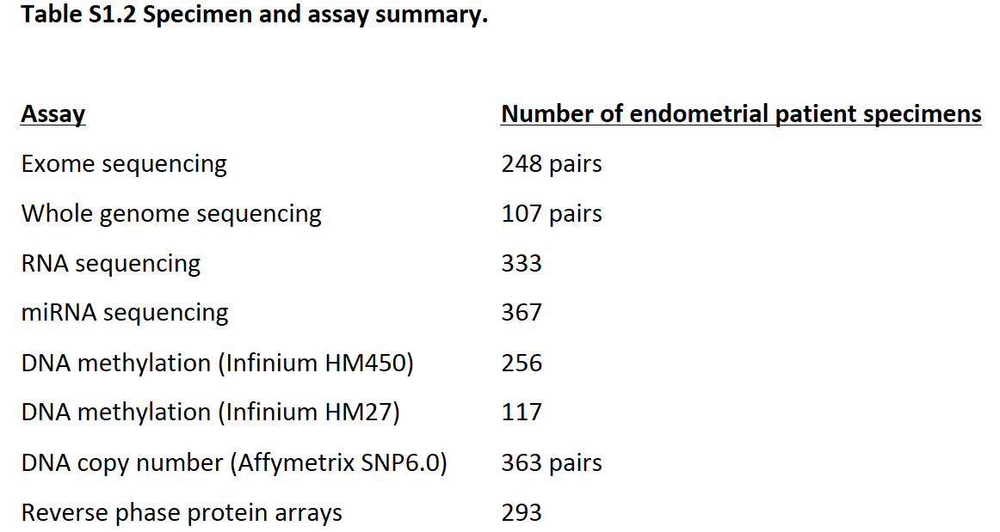 Table S1.2 Specimen and assay summary.
Assay Number of endometrial patient specimens
Exome sequencing 248 pairs
Whole genome sequencing 107 pairs
RNA sequencing 333
miRNA sequencing 367
DNA methylation (Infinium HM450) 256
DNA methylation (Infinium HM27) 117
DNA copy number (Affymetrix SNP6.0) 363 pairs
Reverse phase protein arrays 293